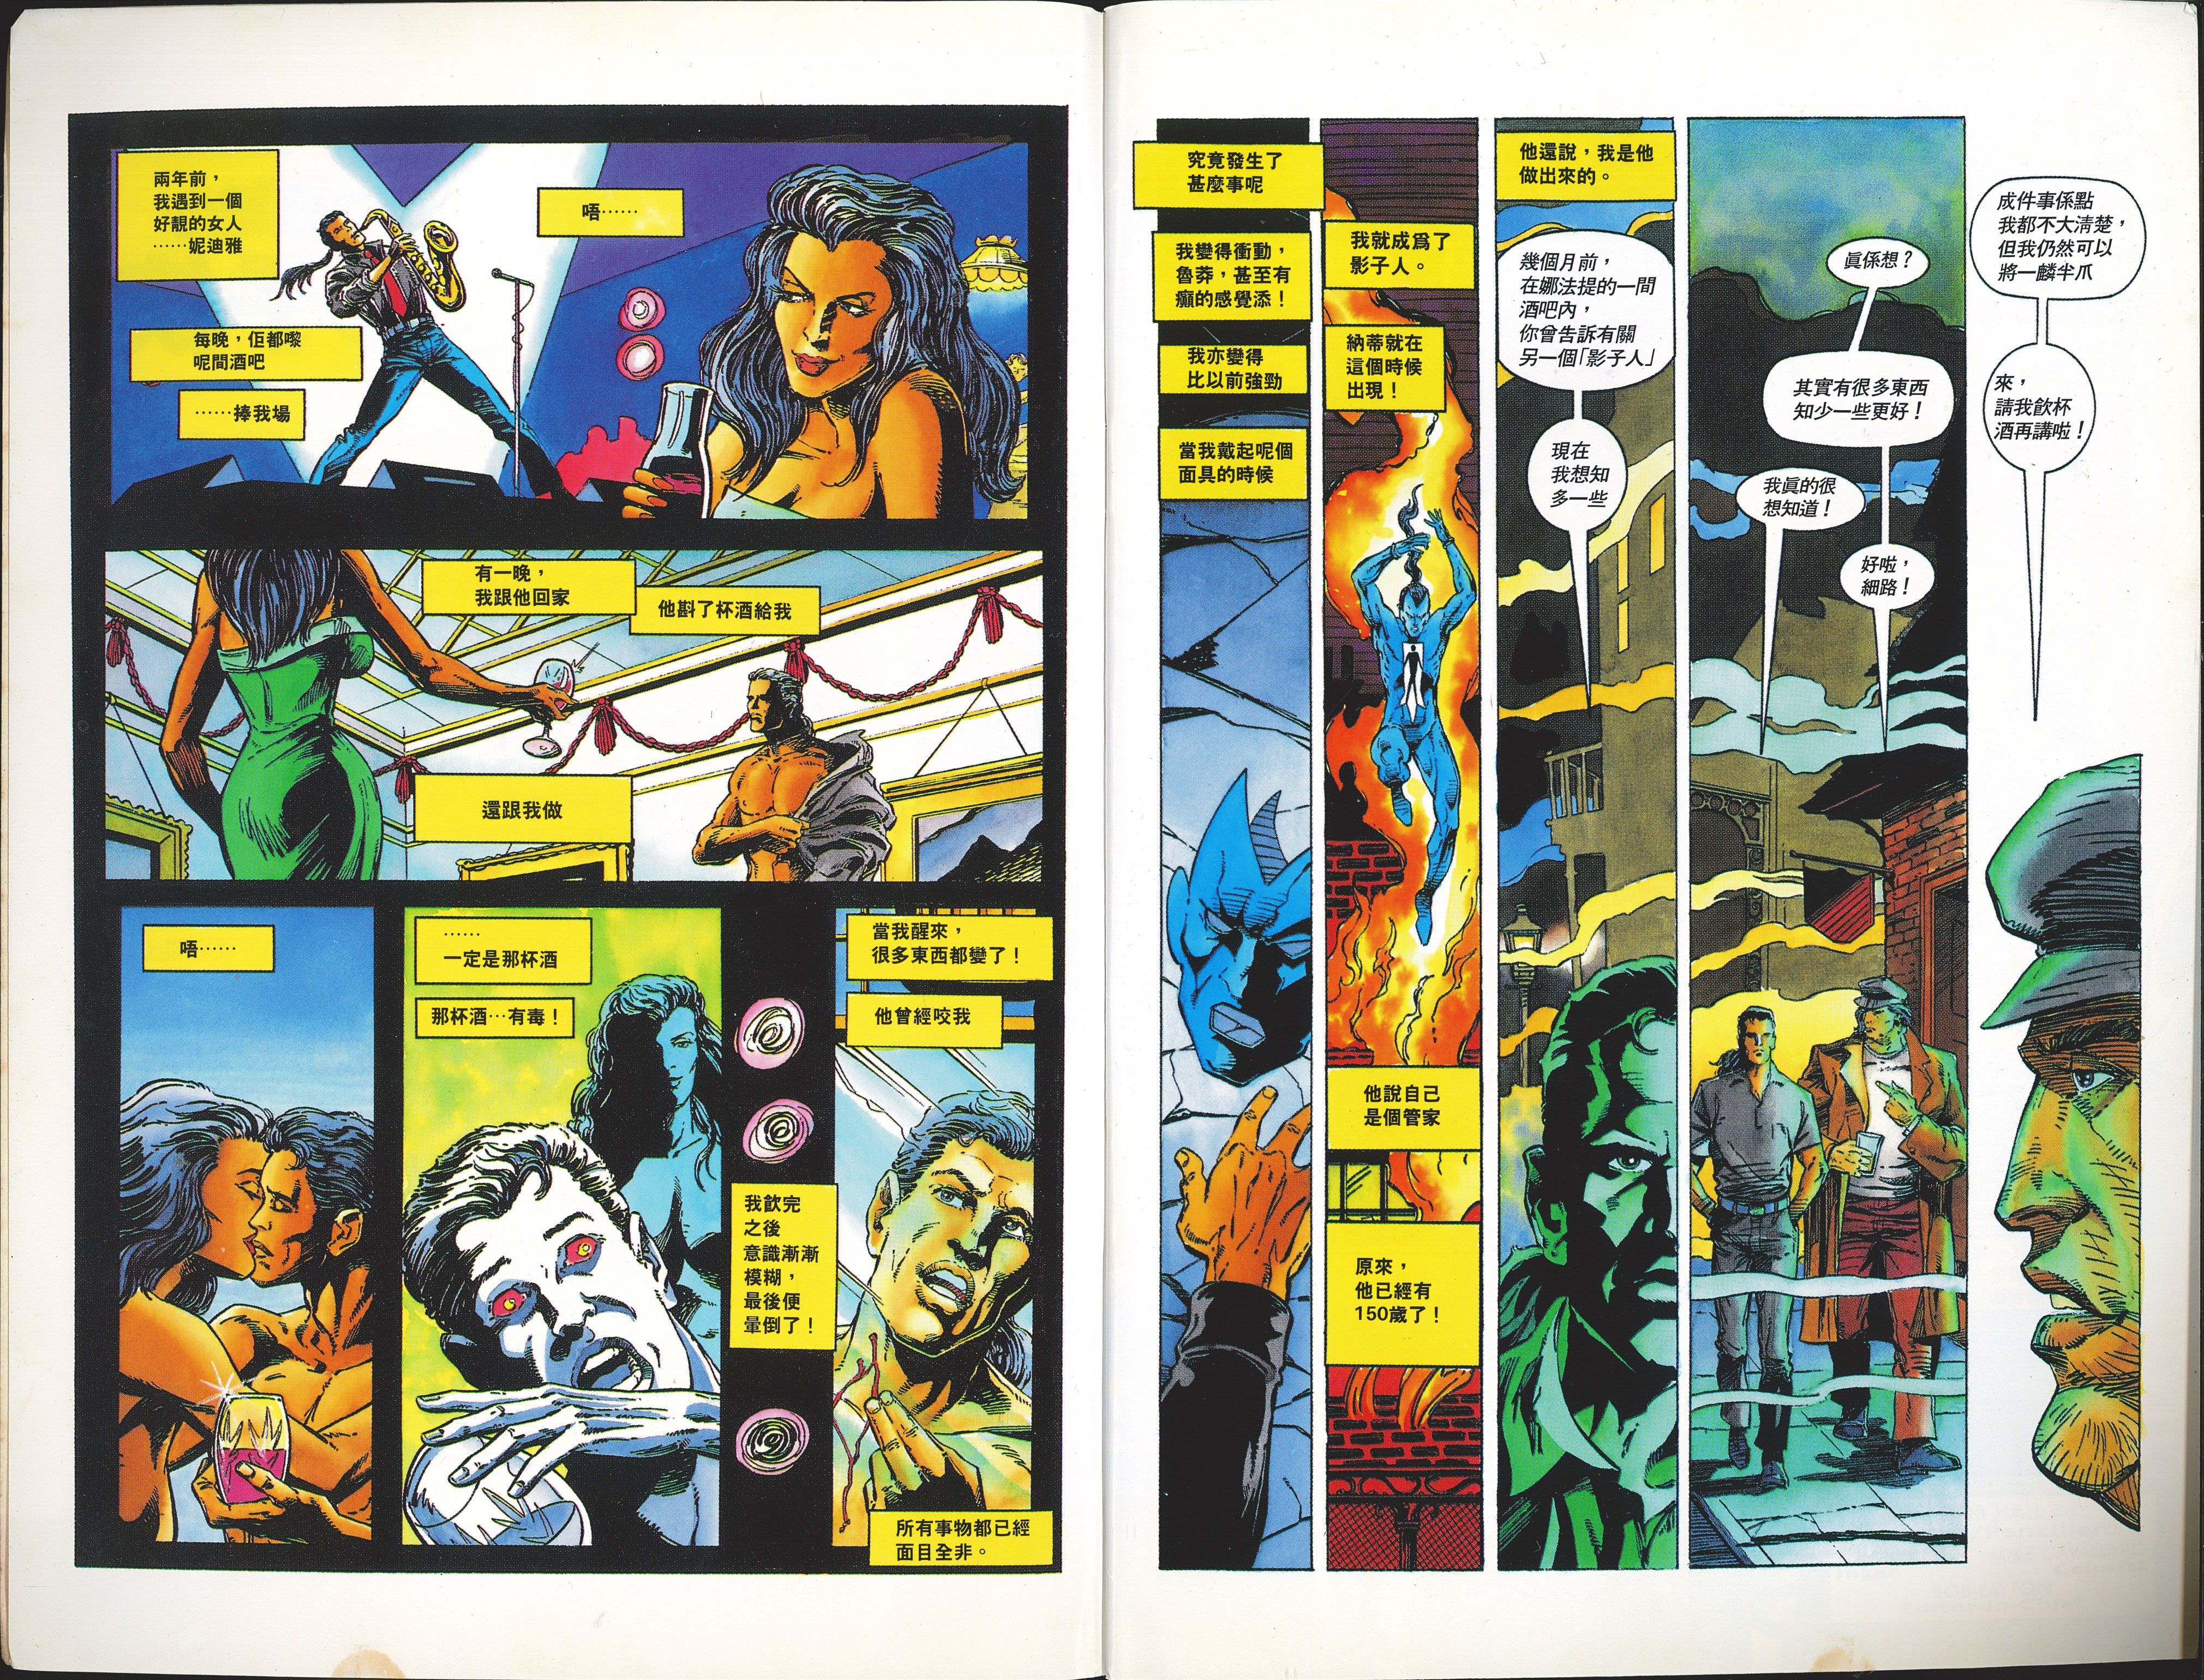 兩年前，
我遇到一個
好靚的女人
……妮迪雅
唔……
每晚，佢都嚟
呢間酒吧
……捧我場
有一晚，
我跟他回家
他斟了杯酒給我
還跟我做
唔……
……
一定是那杯酒
那杯酒…有毒！
我飲完
之後
意識漸漸
模糊，
最後便
暈倒了！
當我醒來，
很多東西都變了！
他曾經咬我
所有事物都已經
面目全非。
究竟發生了
甚麼事呢
我變得衝動，
魯莽，甚至有
癲的感覺添！
我亦變得
比以前強勁
當我戴起呢個
面具的時候
我就成爲了
影子人。
納蒂就在
這個時候
出現！
他說自己
是個管家
原來，
他已經有
150歲了！
他還說，我是他
做出來的。
幾個月前，
在娜法提的一間
酒吧內，
你曾告訴有關
另一個「影子人」
現在
我想知
多一些
眞係想？
其實有很多東西
知少一些更好！
我眞的很
想知道！
好啦，
細路！
成件事係點
我都不大淸楚，
但我仍然可以
將一麟半爪
來，
請我飲杯
酒再講啦！